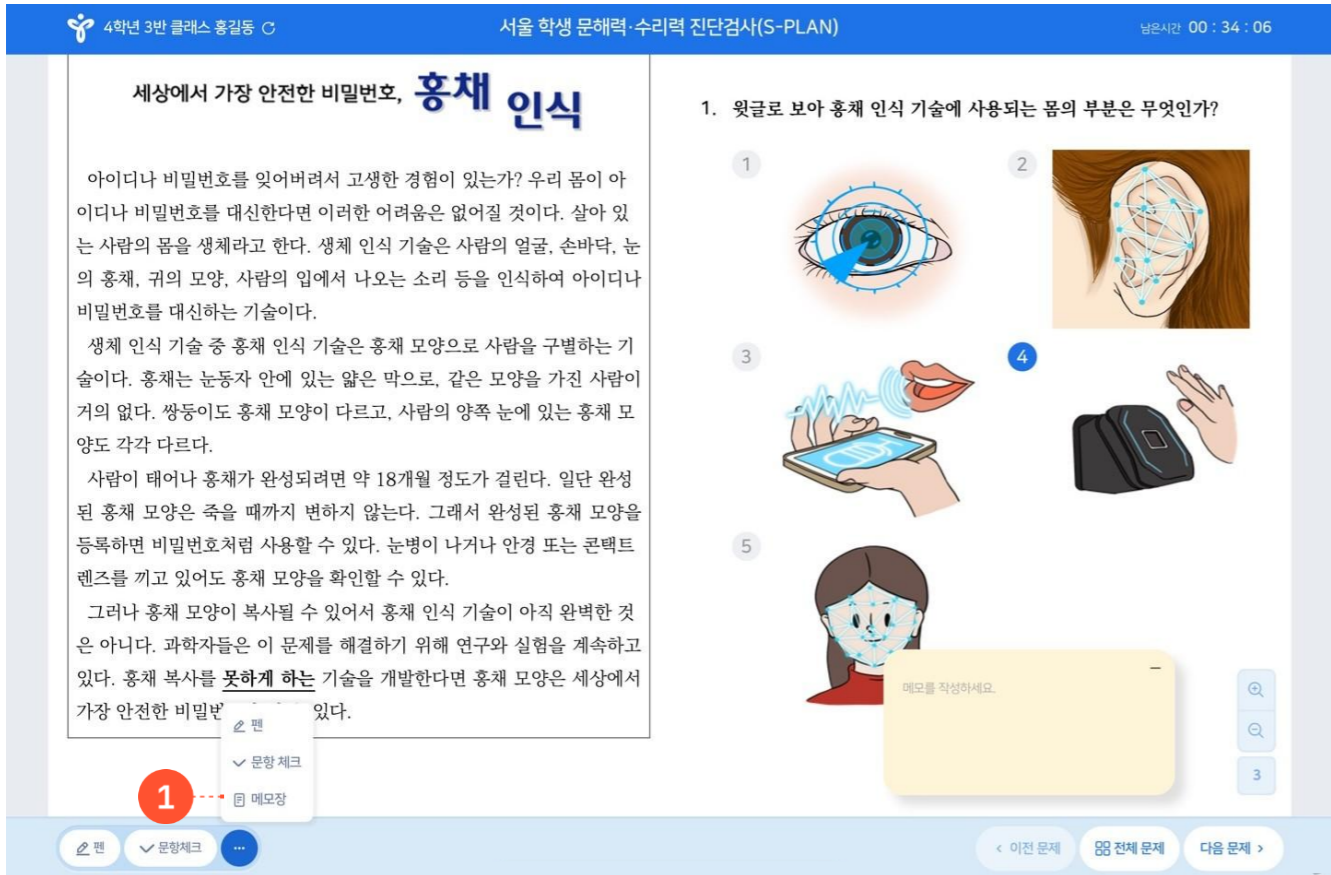 4학년 3반 클래스 홍길동
서울 학생 문해력·수리력 진단검사(S-PLAN)
남은시간 00 : 34 : 06
세상에서 가장 안전한 비밀번호, 홍채 인식
아이디나 비밀번호를 잊어버려서 고생한 경험이 있는가? 우리 몸이 아
이디나 비밀번호를 대신한다면 이러한 어려움은 없어질 것이다. 살아 있
는 사람의 몸을 생체라고 한다. 생체 인식 기술은 사람의 얼굴, 손바닥, 눈
의 홍채, 귀의 모양, 사람의 입에서 나오는 소리 등을 인식하여 아이디나
비밀번호를 대신하는 기술이다.
생체 인식 기술 중 홍채 인식 기술은 홍채 모양으로 사람을 구별하는 기
술이다. 홍채는 눈동자 안에 있는 얇은 막으로, 같은 모양을 가진 사람이
거의 없다. 쌍둥이도 홍채 모양이 다르고, 사람의 양쪽 눈에 있는 홍채 모
양도 각각 다르다.
사람이 태어나 홍채가 완성되려면 약 18개월 정도가 걸린다. 일단 완성
된 홍채 모양은 죽을 때까지 변하지 않는다. 그래서 완성된 홍채 모양을
등록하면 비밀번호처럼 사용할 수 있다. 눈병이 나거나 안경 또는 콘택트
렌즈를 끼고 있어도 홍채 모양을 확인할 수 있다.
그러나 홍채 모양이 복사될 수 있어서 홍채 인식 기술이 아직 완벽한 것
은 아니다. 과학자들은 이 문제를 해결하기 위해 연구와 실험을 계속하고
있다. 홍채 복사를 못하게 하는 기술을 개발한다면 홍채 모양은 세상에서
가장 안전한 있다.
펜
문항 체크
1 메모장
1. 윗글로 보아 홍채 인식 기술에 사용되는 몸의 부분은 무엇인가?
1
2
3
4
5
메모를 작성하세요.
3
펜
문항체크
...
< 이전 문제
전체 문제
다음 문제 >